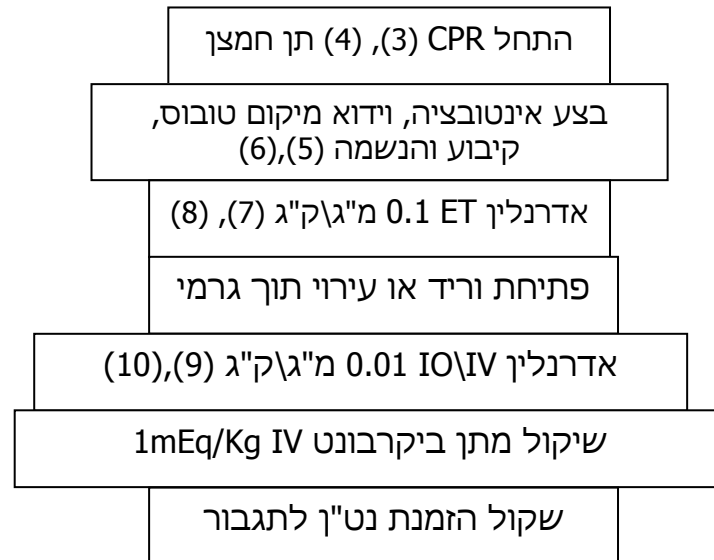 התחל CPR (3), (4) תן חמצן
בצע אינטובציה, וידוא מיקום טובוס,
קיבוע והנשמה (5),(6)
אדרנלין ET 0.1 מ"ג\ק"ג (7), (8)
פתיחת וריד או עירוי תוך גרמי
אדרנלין IO\IV 0.01 מ"ג\ק"ג (9),(10)
שיקול מתן ביקרבונט 1mEq/Kg IV
שקול הזמנת נט"ן לתגבור